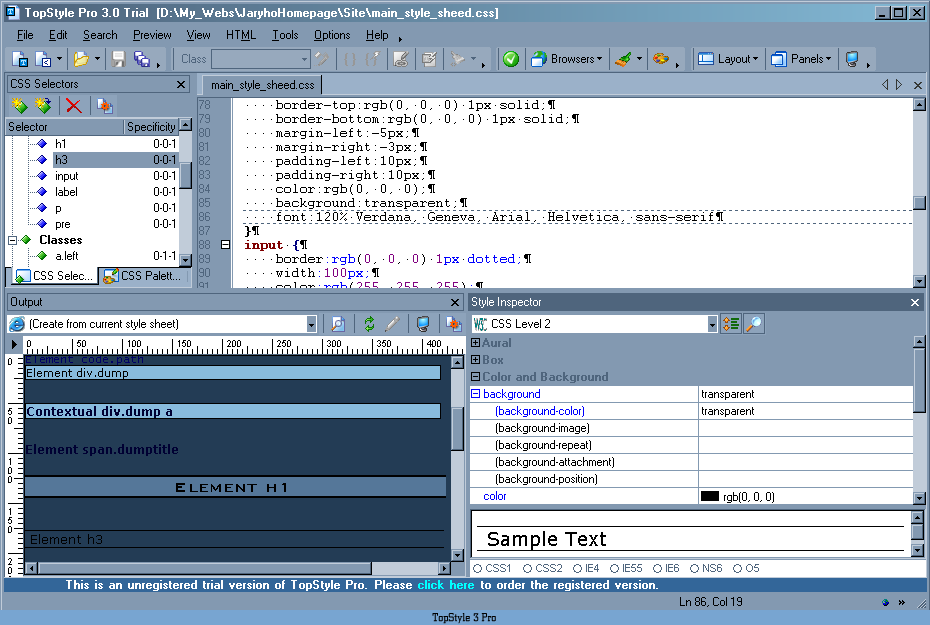 TopStyle Pro 3.0 Trial [D:\My_Webs\JaryhoHomepage\Site\main_style_sheed.css]
File Edit Search Preview View HTML Tools Options Help
Class Browsers Layout Panels
CSS Selectors
main_style_sheed.css
Selector Specificity
h1 0-0-1
h3 0-0-1
input 0-0-1
label 0-0-1
p 0-0-1
pre 0-0-1
Classes
a.left 0-1-1
CSS Selec... CSS Palett...
78 ····border-top:rgb(0,·0,·0)·1px·solid;¶
79 ····border-bottom:rgb(0,·0,·0)·1px·solid;¶
80 ····margin-left:-5px;¶
81 ····margin-right:-3px;¶
82 ····padding-left:10px;¶
83 ····padding-right:10px;¶
84 ····color:rgb(0,·0,·0);¶
85 ····background:transparent;¶
86 ····font:120%·Verdana,·Geneva,·Arial,·Helvetica,·sans-serif¶
87 }¶
88 input·{¶
89 ····border:rgb(0,·0,·0)·1px·dotted;¶
90 ····width:100px;¶
91 ····color:rgb(255,·255,·255);¶
Output
(Create from current style sheet)
0 50 100 150 200 250 300 350 400
0
50
100
150
20
Element code.path
Element div.dump
Contextual div.dump a
Element span.dumptitle
Element H1
Element h3
Style Inspector
CSS Level 2
Aural
Box
Color and Background
background transparent
(background-color) transparent
(background-image)
(background-repeat)
(background-attachment)
(background-position)
color rgb(0, 0, 0)
Sample Text
CSS1 CSS2 IE4 IE55 IE6 NS6 O5
This is an unregistered trial version of TopStyle Pro. Please click here to order the registered version.
Ln 86, Col 19
TopStyle 3 Pro